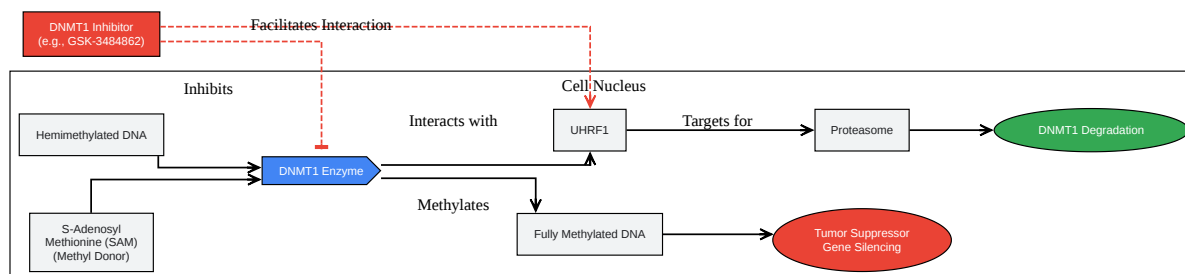 DNMT1 Inhibitor
(e.g., GSK-3484862)
Facilitates Interaction
Inhibits
Cell Nucleus
Hemimethylated DNA
Interacts with
UHRF1
Targets for
Proteasome
DNMT1 Degradation
DNMT1 Enzyme
Methylates
S-Adenosyl
Methionine (SAM)
(Methyl Donor)
Fully Methylated DNA
Tumor Suppressor
Gene Silencing